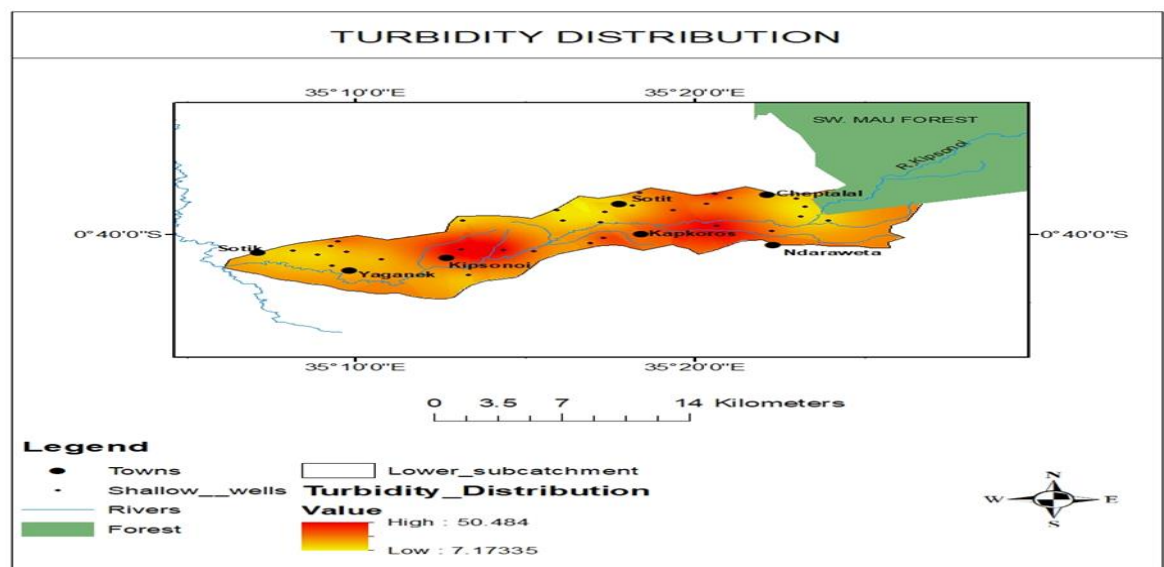 TURBIDITY DISTRIBUTION
35°10'0"E 35°20'0"E
SW. MAU FOREST
R.Kipsonoi
Cheptalal
Sotit
0°40'0"S Kapkoros 0°40'0"S
Sotik
Ndaraweta
Kipsonoi
Yaganek
35°10'0"E 35°20'0"E
0 3.5 7 14 Kilometers
Legend
Towns
Shallow__wells
Rivers
Forest
Lower_subcatchment
Turbidity_Distribution
Value
High : 50.484
Low : 7.17335
N
W E
S